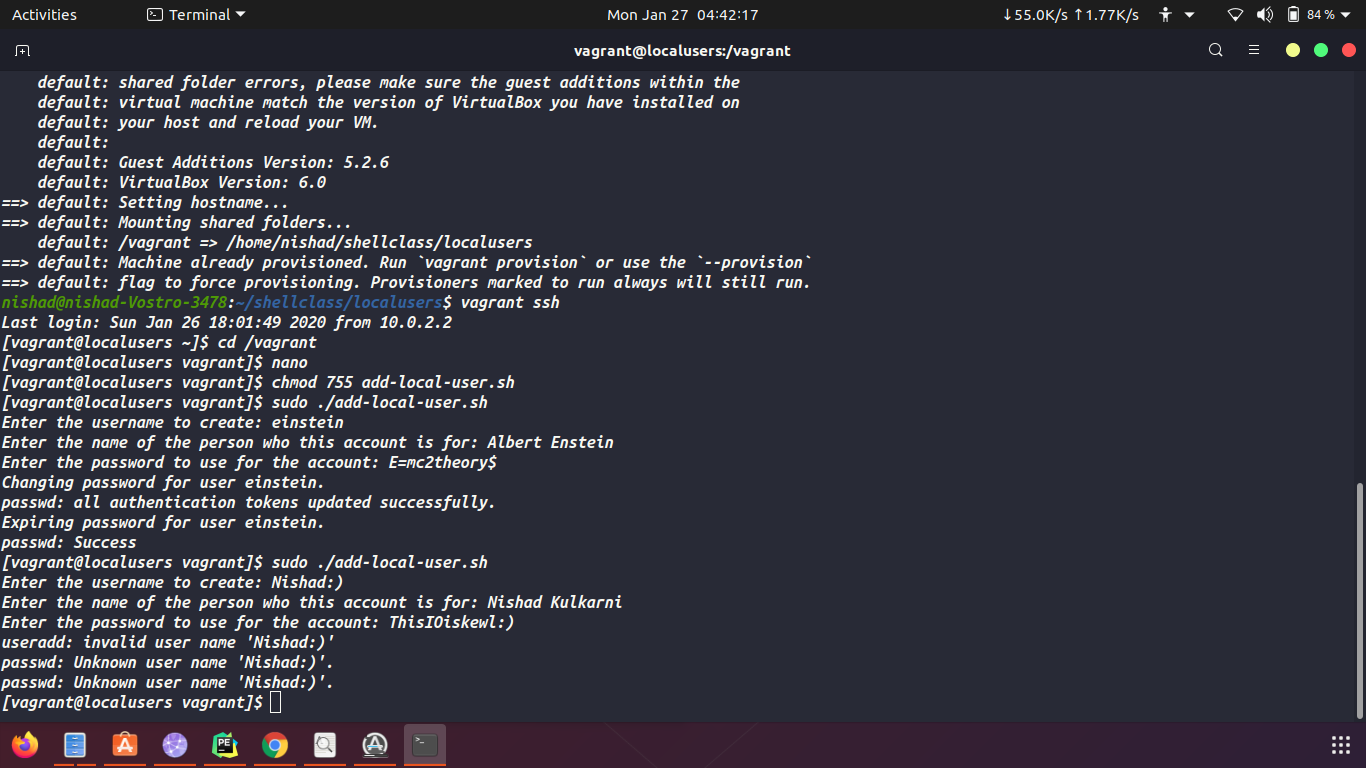 Activities Terminal Mon Jan 27 04:42:17 ↓55.0K/s ↑1.77K/s 84 %
vagrant@localusers:/vagrant
default: shared folder errors, please make sure the guest additions within the
default: virtual machine match the version of VirtualBox you have installed on
default: your host and reload your VM.
default:
default: Guest Additions Version: 5.2.6
default: VirtualBox Version: 6.0
==> default: Setting hostname...
==> default: Mounting shared folders...
default: /vagrant => /home/nishad/shellclass/localusers
==> default: Machine already provisioned. Run `vagrant provision` or use the `--provision`
==> default: flag to force provisioning. Provisioners marked to run always will still run.
nishad@nishad-Vostro-3478:~/shellclass/localusers$ vagrant ssh
Last login: Sun Jan 26 18:01:49 2020 from 10.0.2.2
[vagrant@localusers ~]$ cd /vagrant
[vagrant@localusers vagrant]$ nano
[vagrant@localusers vagrant]$ chmod 755 add-local-user.sh
[vagrant@localusers vagrant]$ sudo ./add-local-user.sh
Enter the username to create: einstein
Enter the name of the person who this account is for: Albert Enstein
Enter the password to use for the account: E=mc2theory$
Changing password for user einstein.
passwd: all authentication tokens updated successfully.
Expiring password for user einstein.
passwd: Success
[vagrant@localusers vagrant]$ sudo ./add-local-user.sh
Enter the username to create: Nishad:)
Enter the name of the person who this account is for: Nishad Kulkarni
Enter the password to use for the account: ThisIOiskewl:)
useradd: invalid user name 'Nishad:)'
passwd: Unknown user name 'Nishad:)'.
passwd: Unknown user name 'Nishad:)'.
[vagrant@localusers vagrant]$
PE